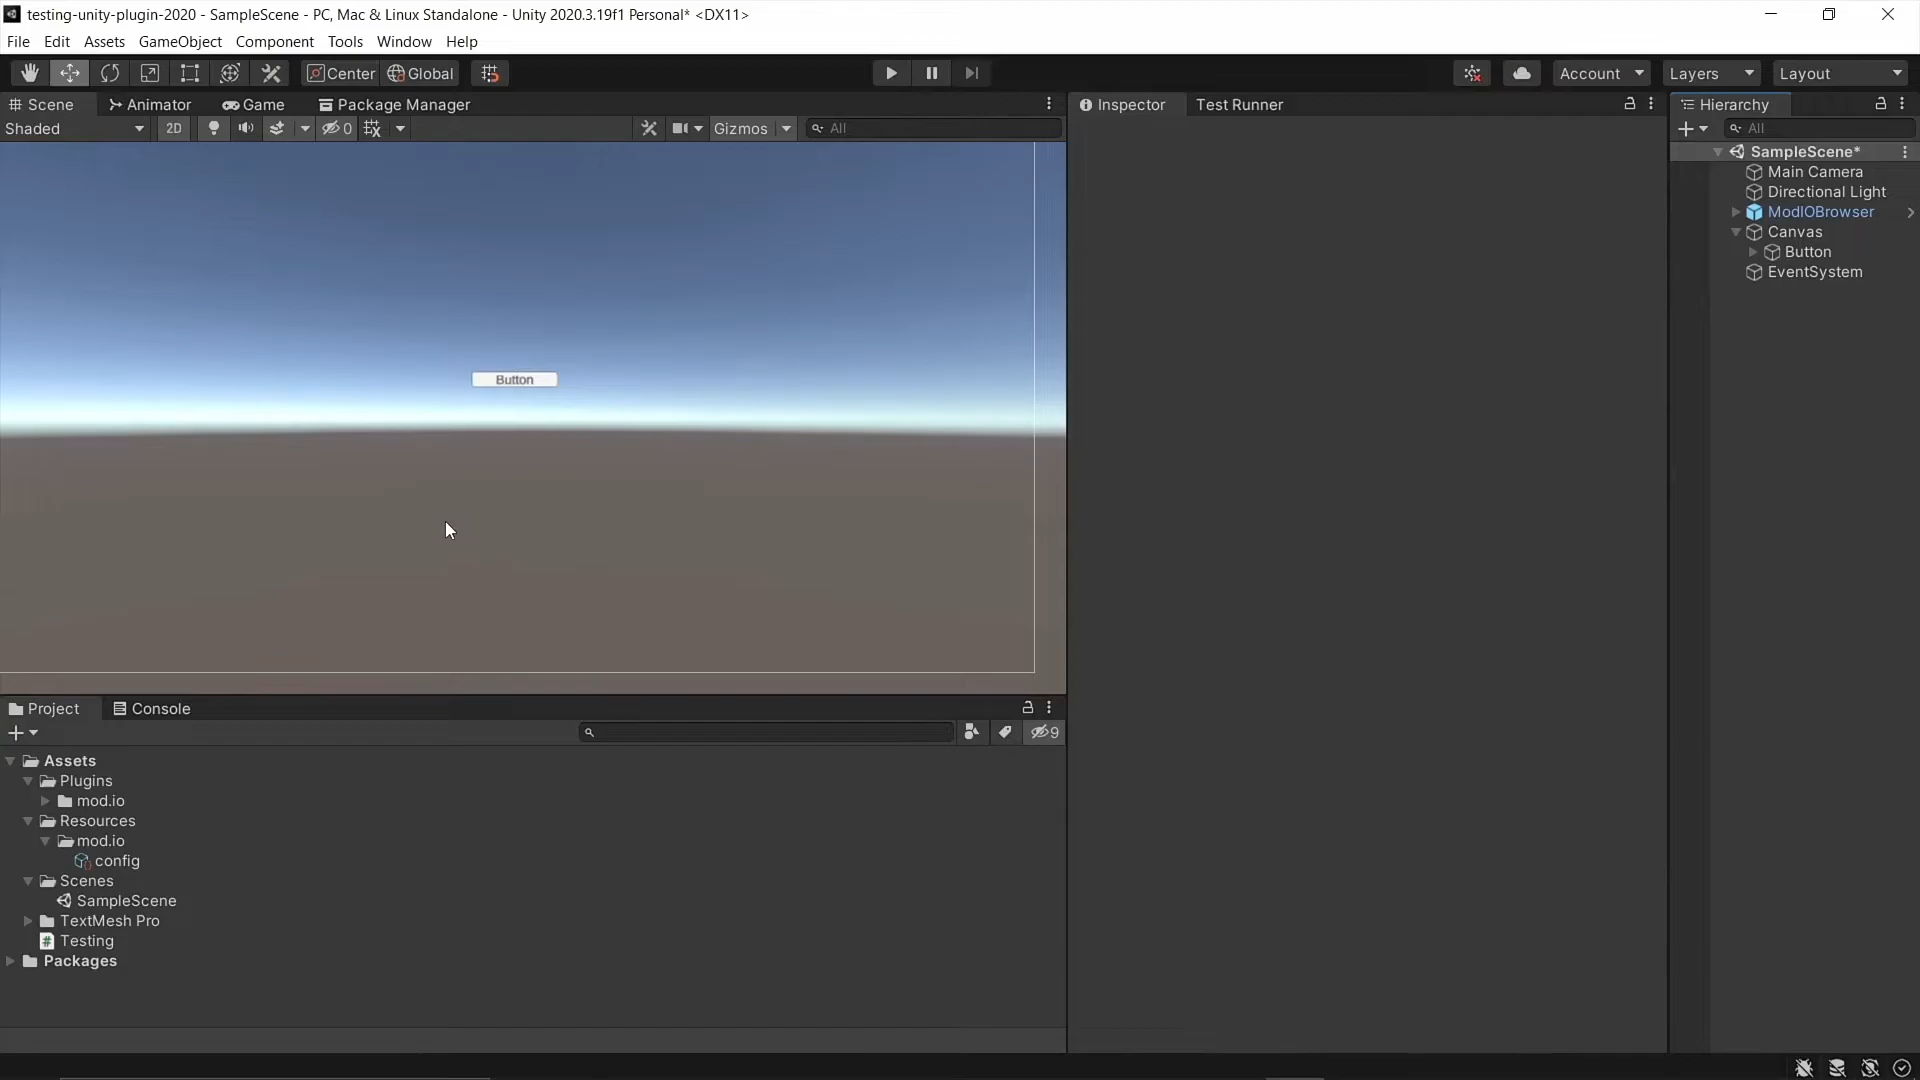 testing-unity-plugin-2020 - SampleScene - PC, Mac & Linux Standalone - Unity 2020.3.19f1 Personal* <DX11>
File Edit Assets GameObject Component Tools Window Help
Center Global Account Layers Layout
Scene Animator Game Package Manager
Shaded 2D 0 Gizmos All
Button
Inspector Test Runner
Hierarchy
All
SampleScene*
Main Camera
Directional Light
ModIOBrowser
Canvas
Button
EventSystem
Project Console
9
Assets
Plugins
mod.io
Resources
mod.io
config
Scenes
SampleScene
TextMesh Pro
Testing
Packages